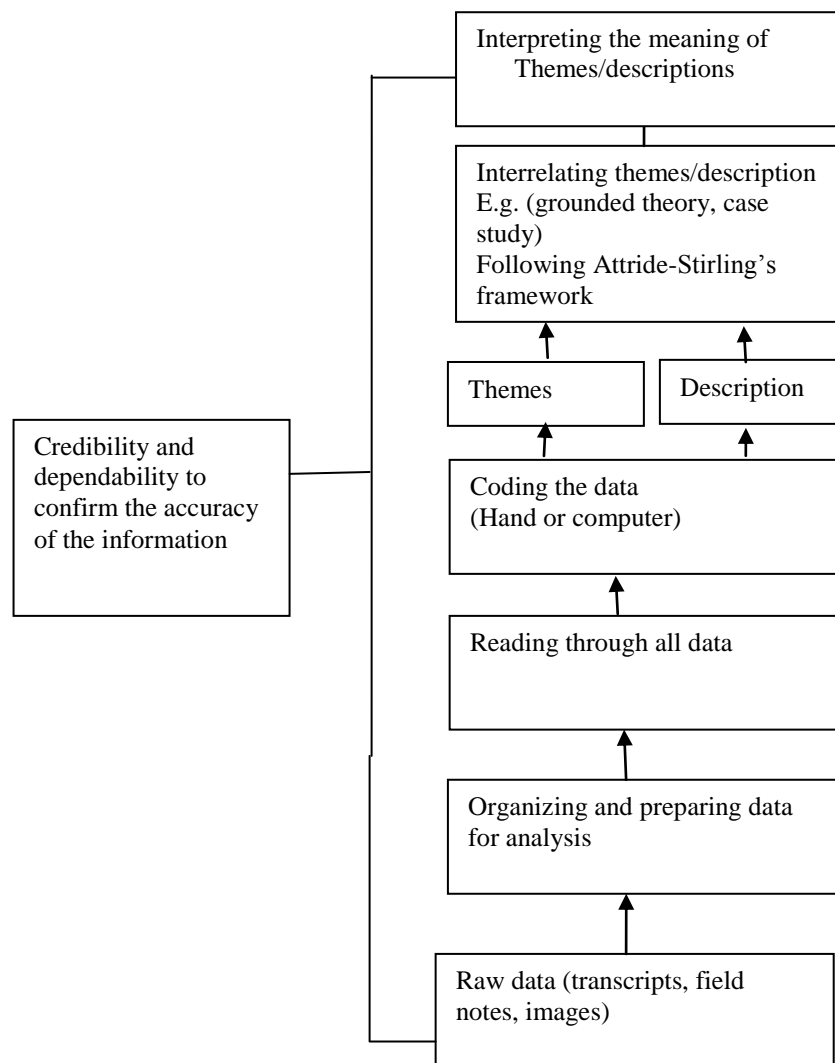 Interpreting the meaning of
Themes/descriptions
Interrelating themes/description
E.g. (grounded theory, case
study)
Following Attride-Stirling’s
framework
Themes
Description
Credibility and
dependability to
confirm the accuracy
of the information
Coding the data
(Hand or computer)
Reading through all data
Organizing and preparing data
for analysis
Raw data (transcripts, field
notes, images)